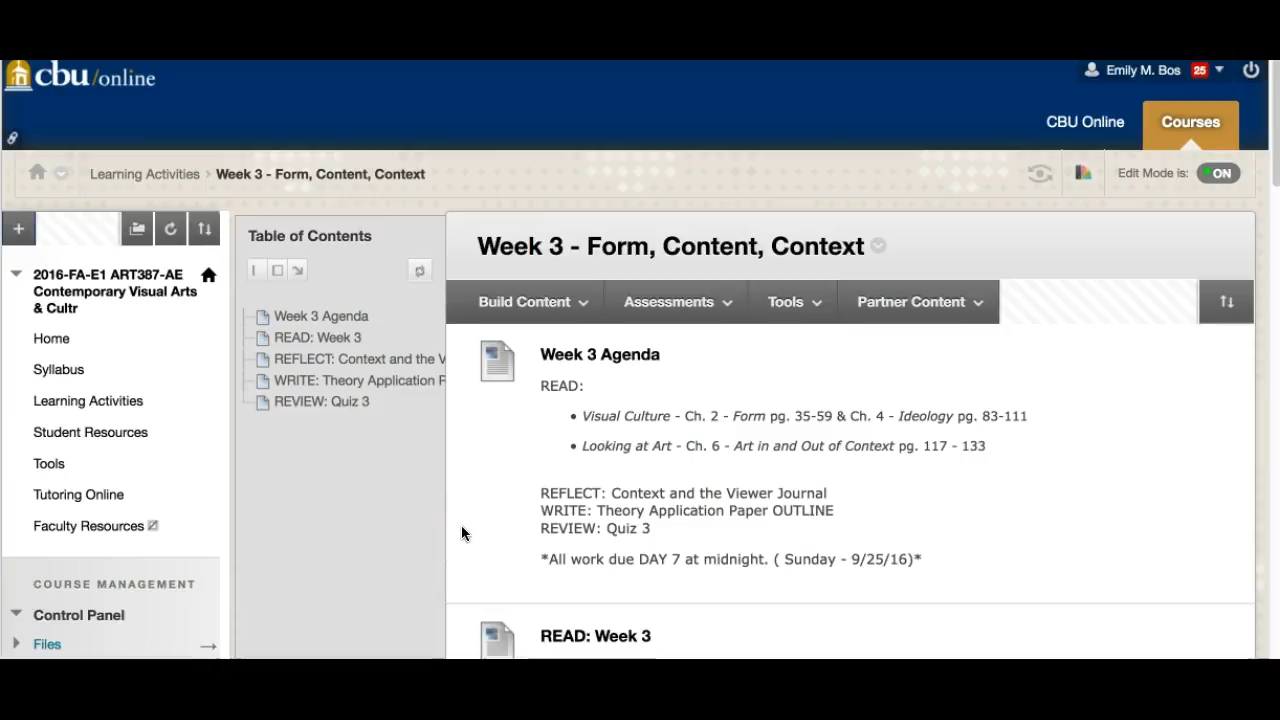 cbu/online
Emily M. Bos 25
CBU Online
Courses
Learning Activities › Week 3 - Form, Content, Context
Edit Mode is: ON
2016-FA-E1 ART387-AE
Contemporary Visual Arts
& Cultr
Home
Syllabus
Learning Activities
Student Resources
Tools
Tutoring Online
Faculty Resources
COURSE MANAGEMENT
Control Panel
Files
Table of Contents
Week 3 Agenda
READ: Week 3
REFLECT: Context and the V
WRITE: Theory Application P
REVIEW: Quiz 3
Week 3 - Form, Content, Context
Build Content
Assessments
Tools
Partner Content
Week 3 Agenda
READ:
• Visual Culture - Ch. 2 - Form pg. 35-59 & Ch. 4 - Ideology pg. 83-111
• Looking at Art - Ch. 6 - Art in and Out of Context pg. 117 - 133
REFLECT: Context and the Viewer Journal
WRITE: Theory Application Paper OUTLINE
REVIEW: Quiz 3
*All work due DAY 7 at midnight. ( Sunday - 9/25/16)*
READ: Week 3